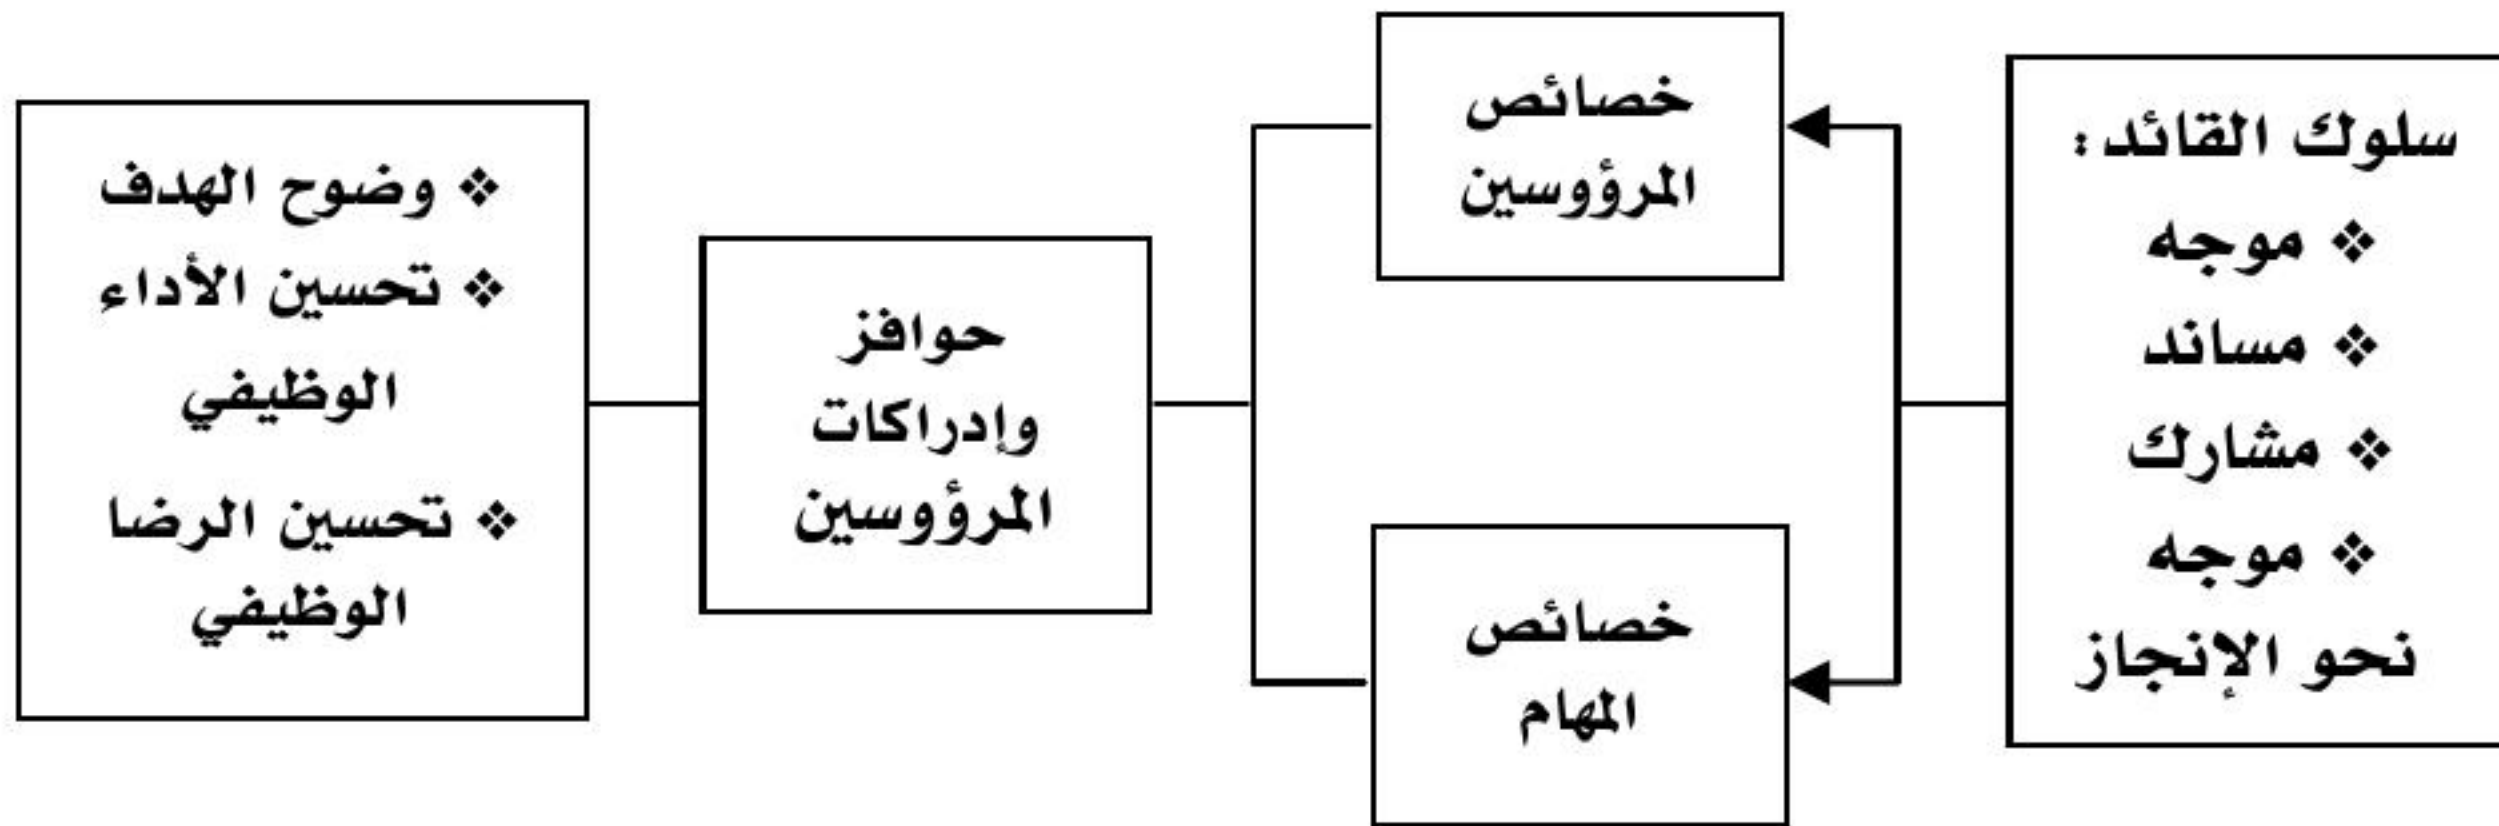 سلوك القائد :
❖ موجه
❖ مساند
❖ مشارك
❖ موجه
نحو الإنجاز
خصائص
المرؤوسين
خصائص
المهام
حوافز
وإدراكات
المرؤوسين
❖ وضوح الهدف
❖ تحسين الأداء
الوظيفي
❖ تحسين الرضا
الوظيفي